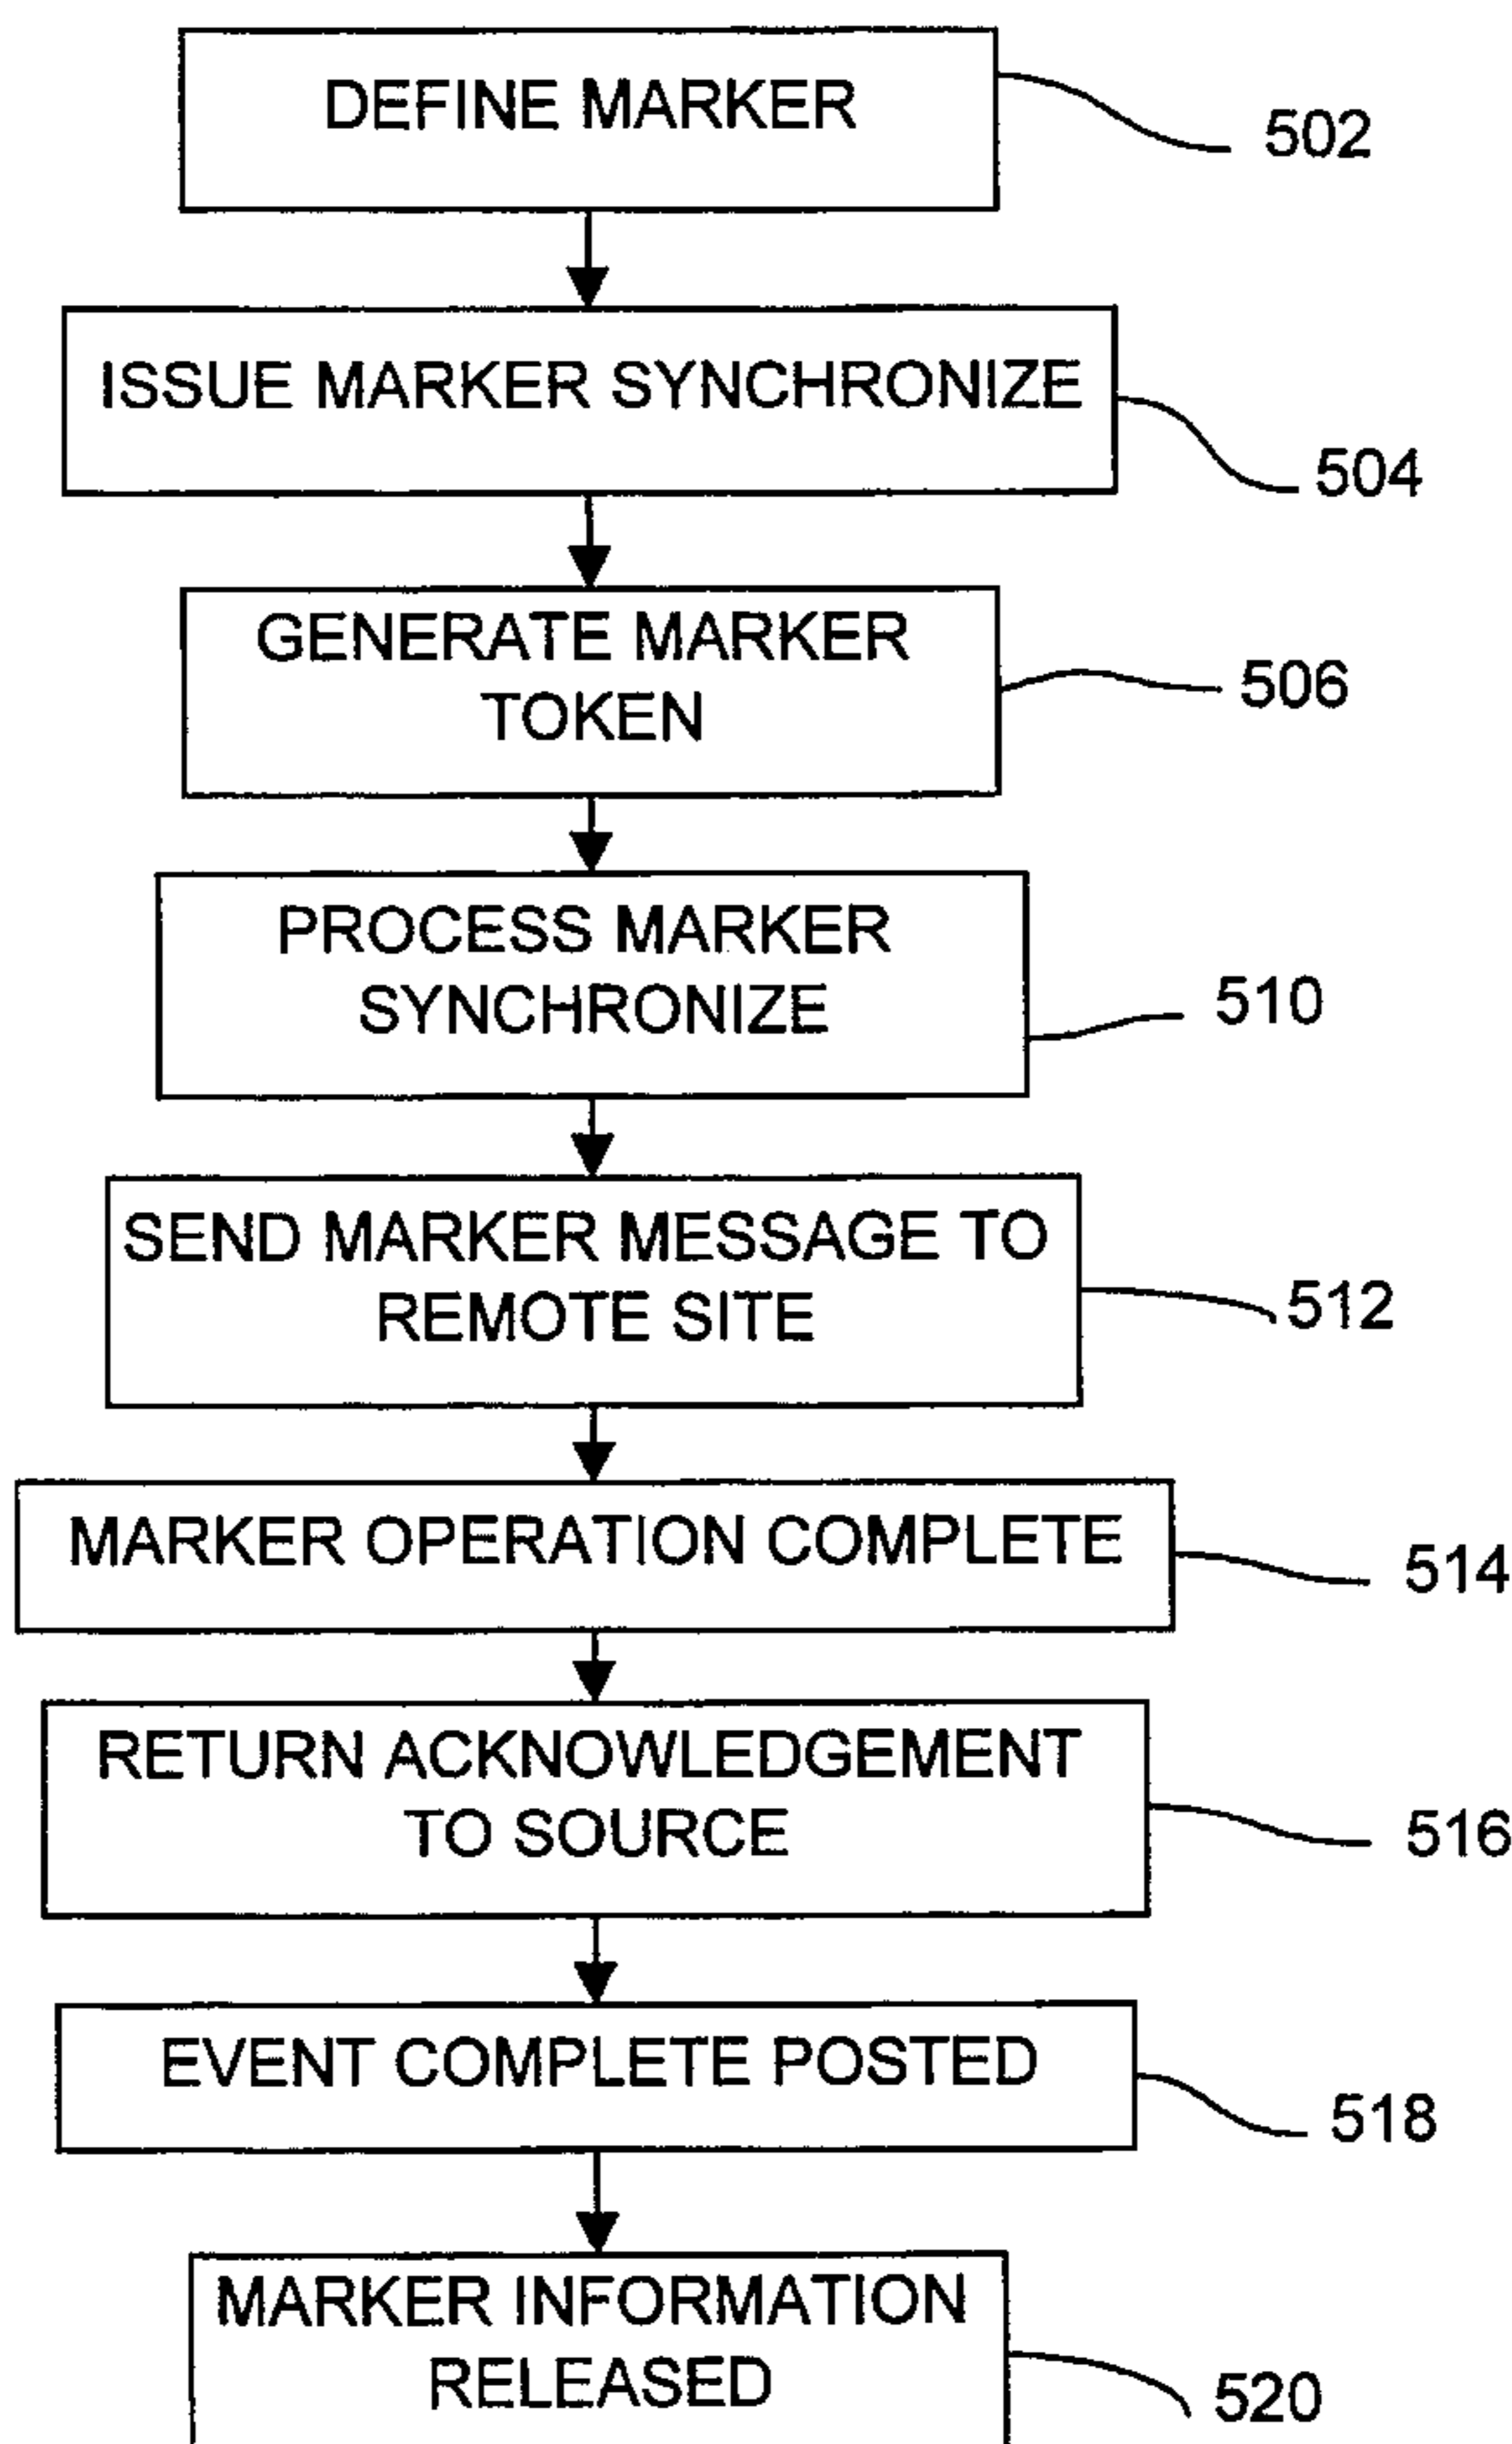 DEFINE MARKER
502
ISSUE MARKER SYNCHRONIZE
504
GENERATE MARKER
TOKEN
506
PROCESS MARKER
SYNCHRONIZE
510
SEND MARKER MESSAGE TO
REMOTE SITE
512
MARKER OPERATION COMPLETE
514
RETURN ACKNOWLEDGEMENT
TO SOURCE
516
EVENT COMPLETE POSTED
518
MARKER INFORMATION
RELEASED
520